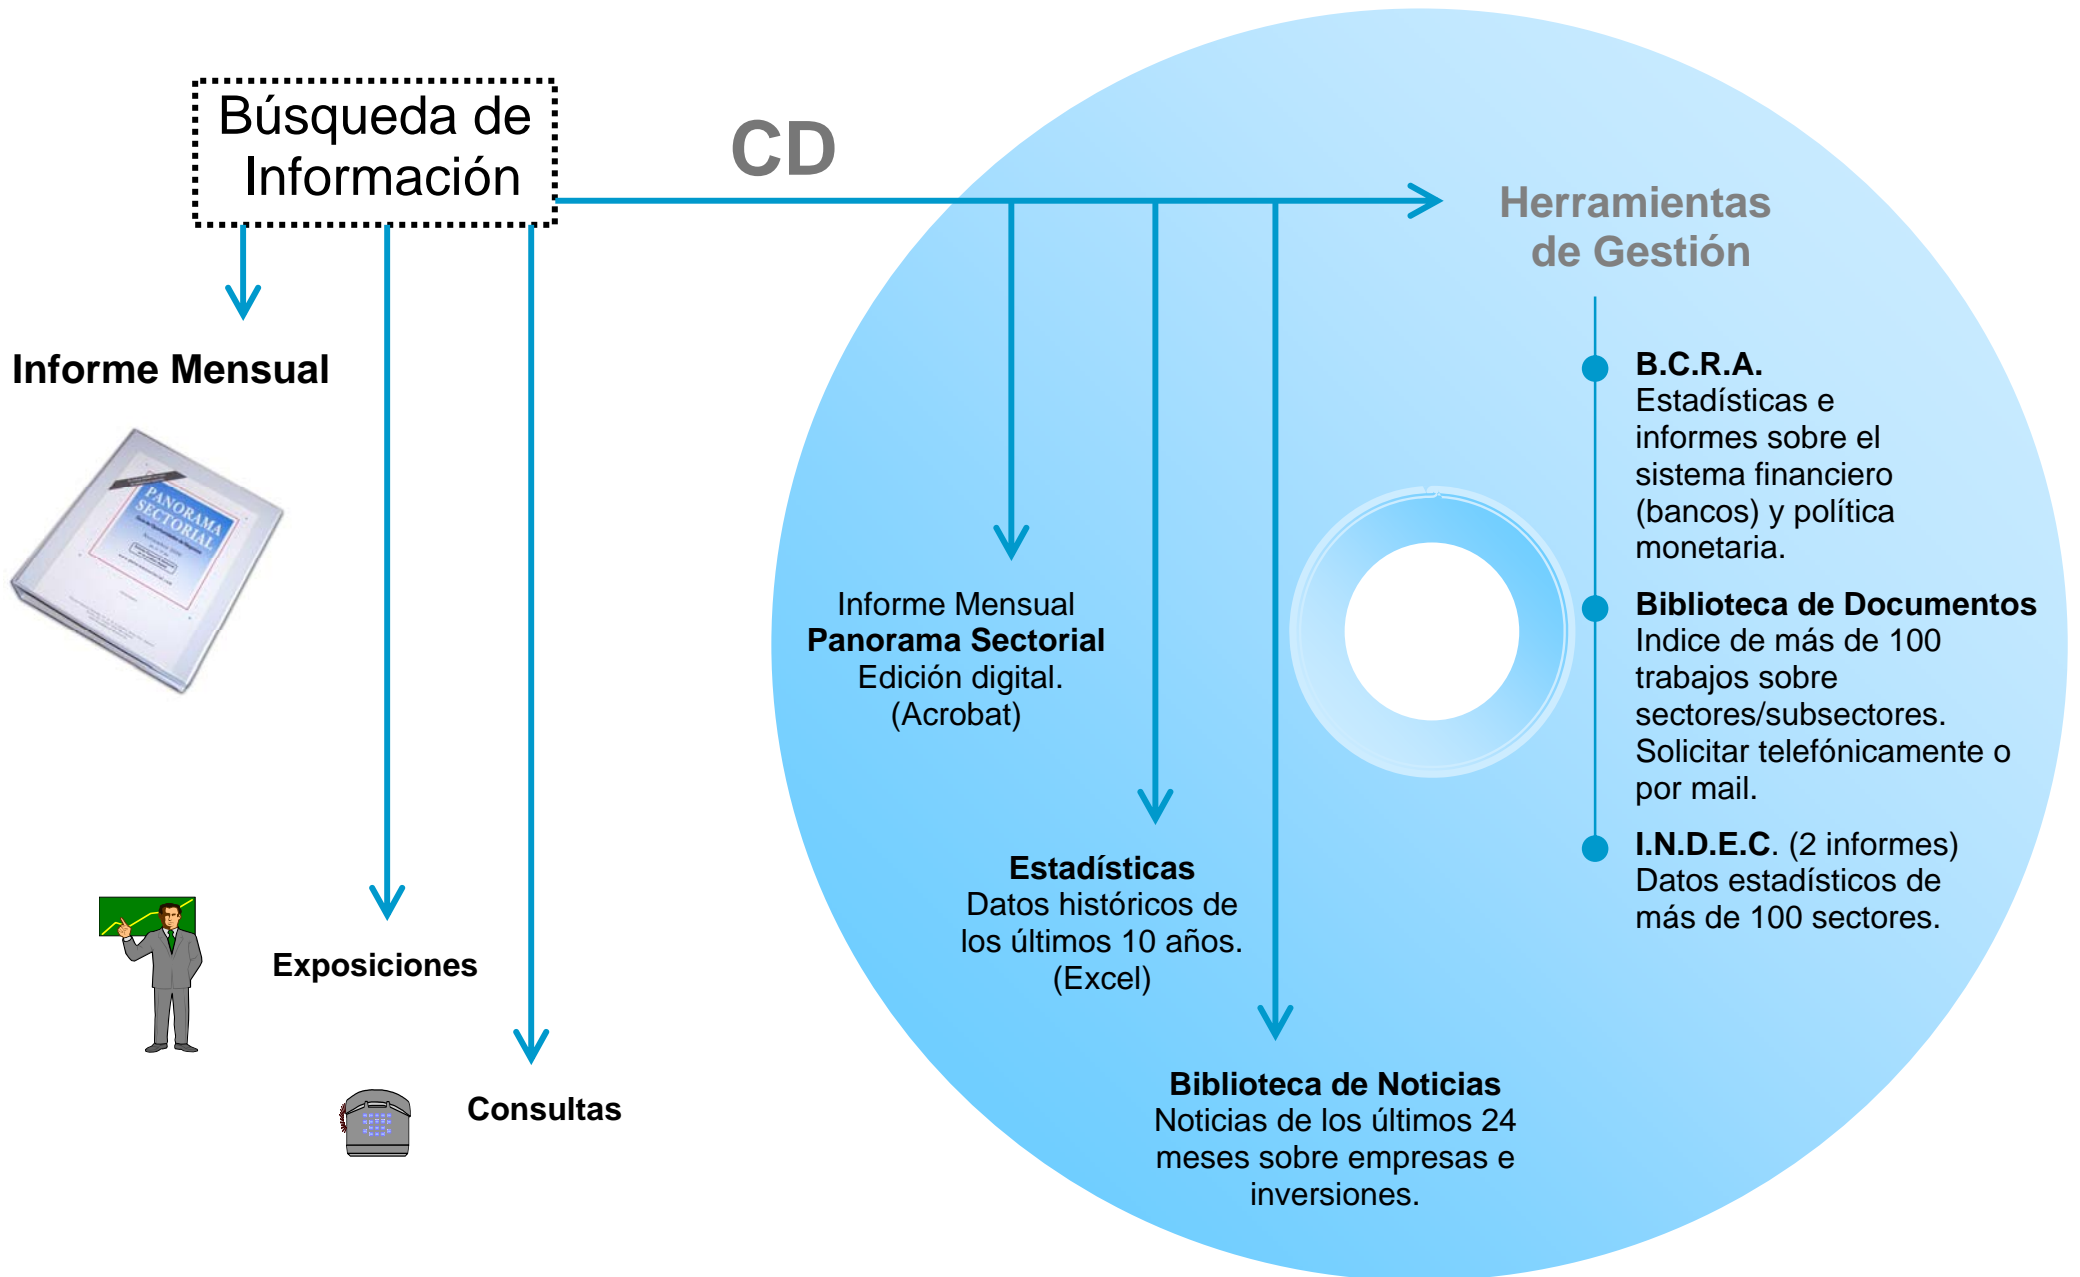 Búsqueda de
Información
CD
Herramientas
de Gestión
Informe Mensual
PANORAMA
SECTORIAL
B.C.R.A.
Estadísticas e
informes sobre el
sistema financiero
(bancos) y política
monetaria.
Biblioteca de Documentos
Indice de más de 100
trabajos sobre
sectores/subsectores.
Solicitar telefónicamente o
por mail.
I.N.D.E.C. (2 informes)
Datos estadísticos de
más de 100 sectores.
Informe Mensual
Panorama Sectorial
Edición digital.
(Acrobat)
Estadísticas
Datos históricos de
los últimos 10 años.
(Excel)
Biblioteca de Noticias
Noticias de los últimos 24
meses sobre empresas e
inversiones.
Exposiciones
Consultas